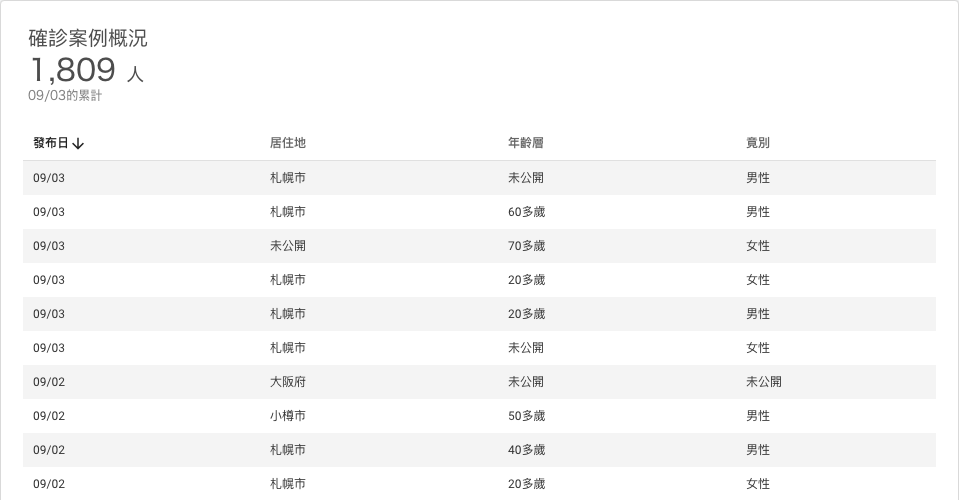 確診案例概況
1,809 人
09/03的累計
發布日 居住地 年齡層 竟別
09/03 札幌市 未公開 男性
09/03 札幌市 60多歲 男性
09/03 未公開 70多歲 女性
09/03 札幌市 20多歲 女性
09/03 札幌市 20多歲 男性
09/03 札幌市 未公開 女性
09/02 大阪府 未公開 未公開
09/02 小樽市 50多歲 男性
09/02 札幌市 40多歲 男性
09/02 札幌市 20多歲 女性